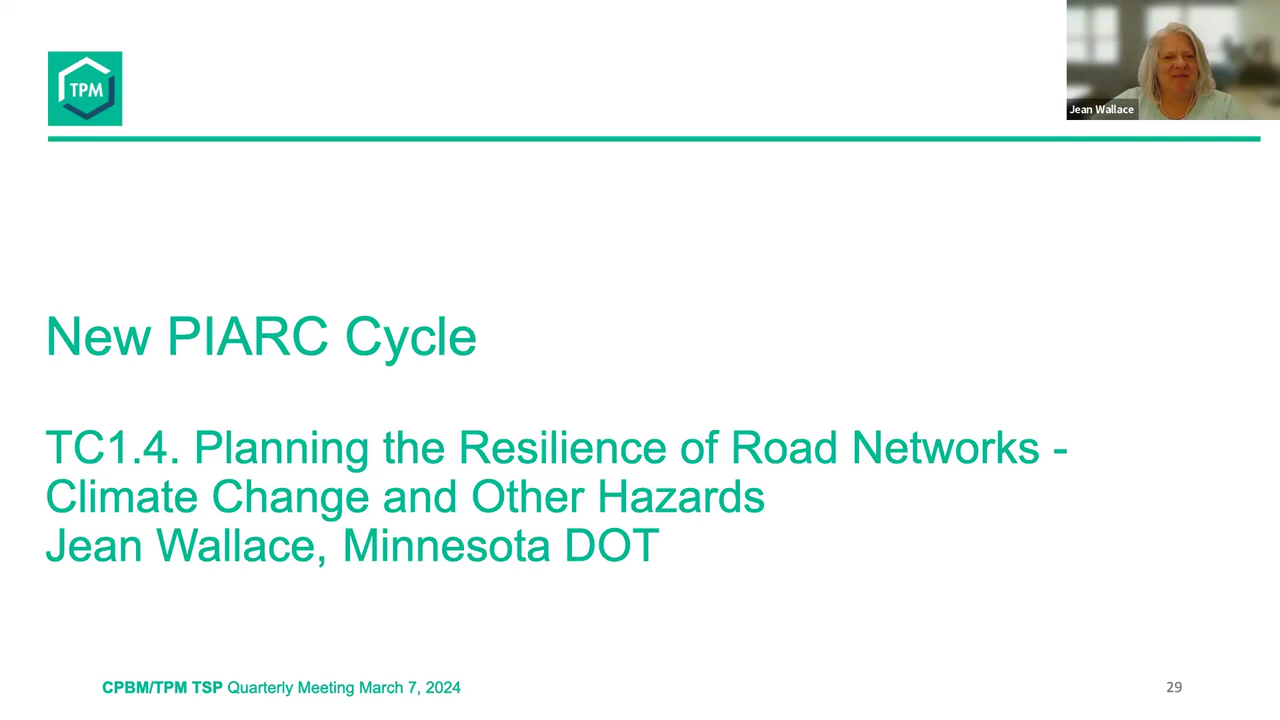 TPM
Jean Wallace
New PIARC Cycle
TC1.4. Planning the Resilience of Road Networks -
Climate Change and Other Hazards
Jean Wallace, Minnesota DOT
CPBM/TPM TSP Quarterly Meeting March 7, 2024
29